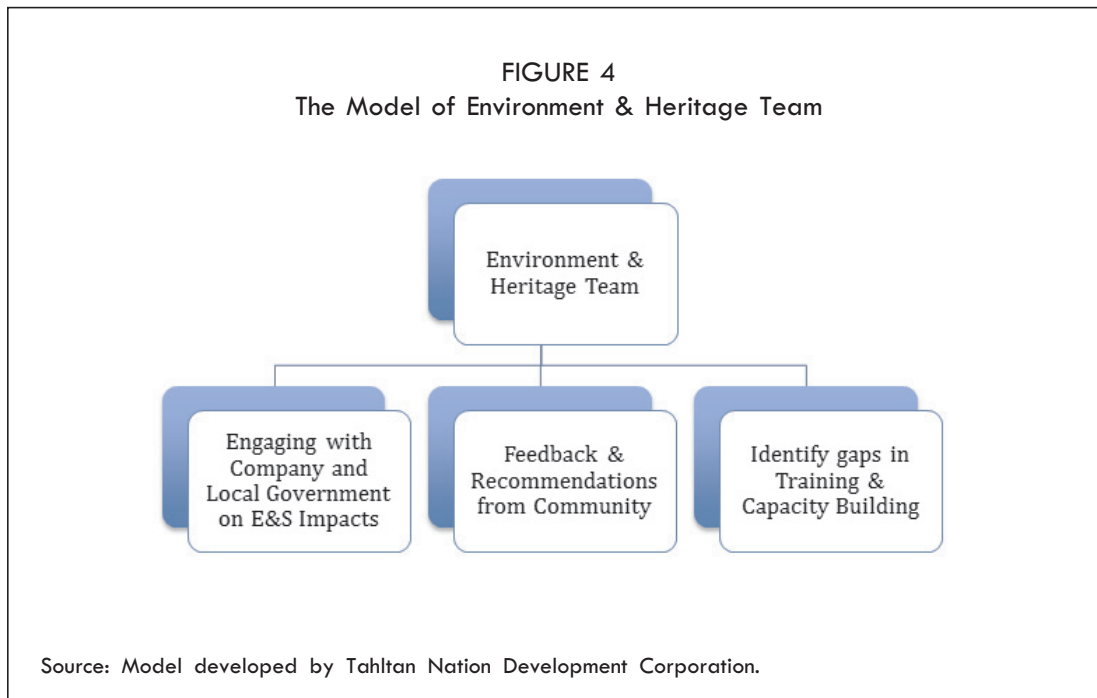 FIGURE 4
The Model of Environment & Heritage Team
Environment &
Heritage Team
Engaging with
Company and
Local Government
on E&S Impacts
Feedback &
Recommendations
from Community
Identify gaps in
Training &
Capacity Building
Source: Model developed by Tahltan Nation Development Corporation.